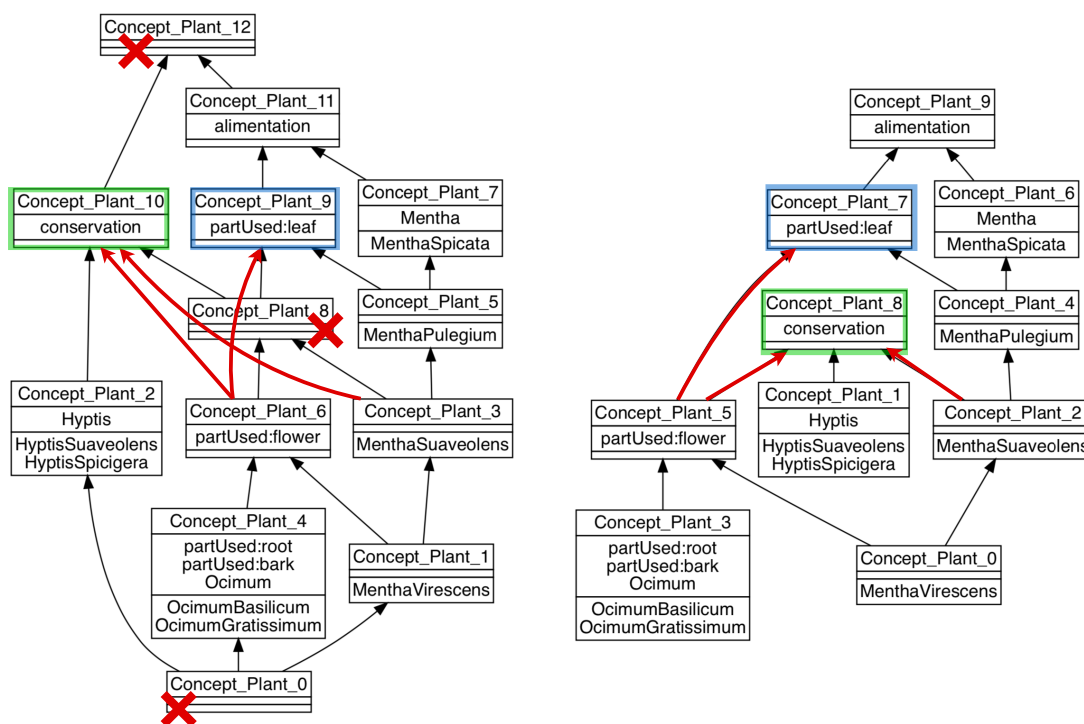 Concept_Plant_12
Concept_Plant_11
alimentation
Concept_Plant_10
conservation
Concept_Plant_9
partUsed:leaf
Concept_Plant_7
Mentha
MenthaSpicata
Concept_Plant_8
Concept_Plant_5
MenthaPulegium
Concept_Plant_2
Hyptis
HyptisSuaveolens
HyptisSpicigera
Concept_Plant_6
partUsed:flower
Concept_Plant_3
MenthaSuaveolens
Concept_Plant_4
partUsed:root
partUsed:bark
Ocimum
OcimumBasilicum
OcimumGratissimum
Concept_Plant_1
MenthaVirescens
Concept_Plant_0
Concept_Plant_9
alimentation
Concept_Plant_7
partUsed:leaf
Concept_Plant_6
Mentha
MenthaSpicata
Concept_Plant_8
conservation
Concept_Plant_4
MenthaPulegium
Concept_Plant_5
partUsed:flower
Concept_Plant_1
Hyptis
HyptisSuaveolens
HyptisSpicigera
Concept_Plant_2
MenthaSuaveolens
Concept_Plant_3
partUsed:root
partUsed:bark
Ocimum
OcimumBasilicum
OcimumGratissimum
Concept_Plant_0
MenthaVirescens